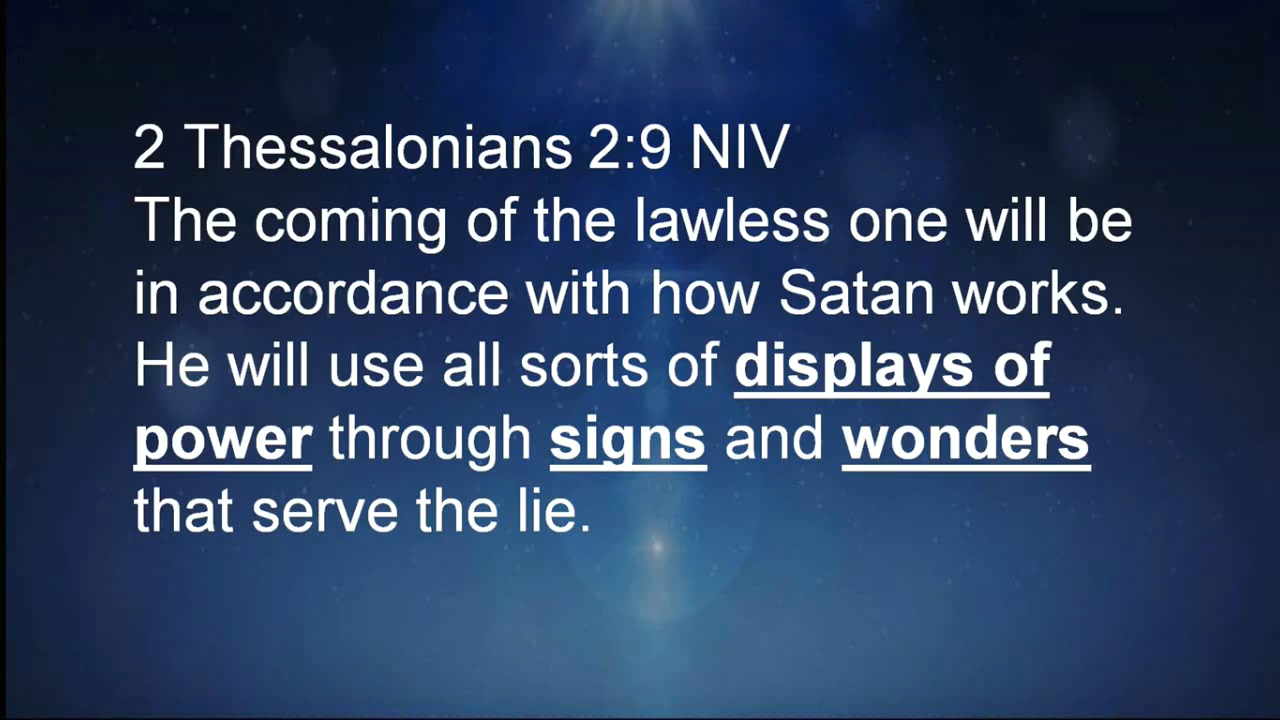 2 Thessalonians 2:9 NIV
The coming of the lawless one will be
in accordance with how Satan works.
He will use all sorts of displays of
power through signs and wonders
that serve the lie.